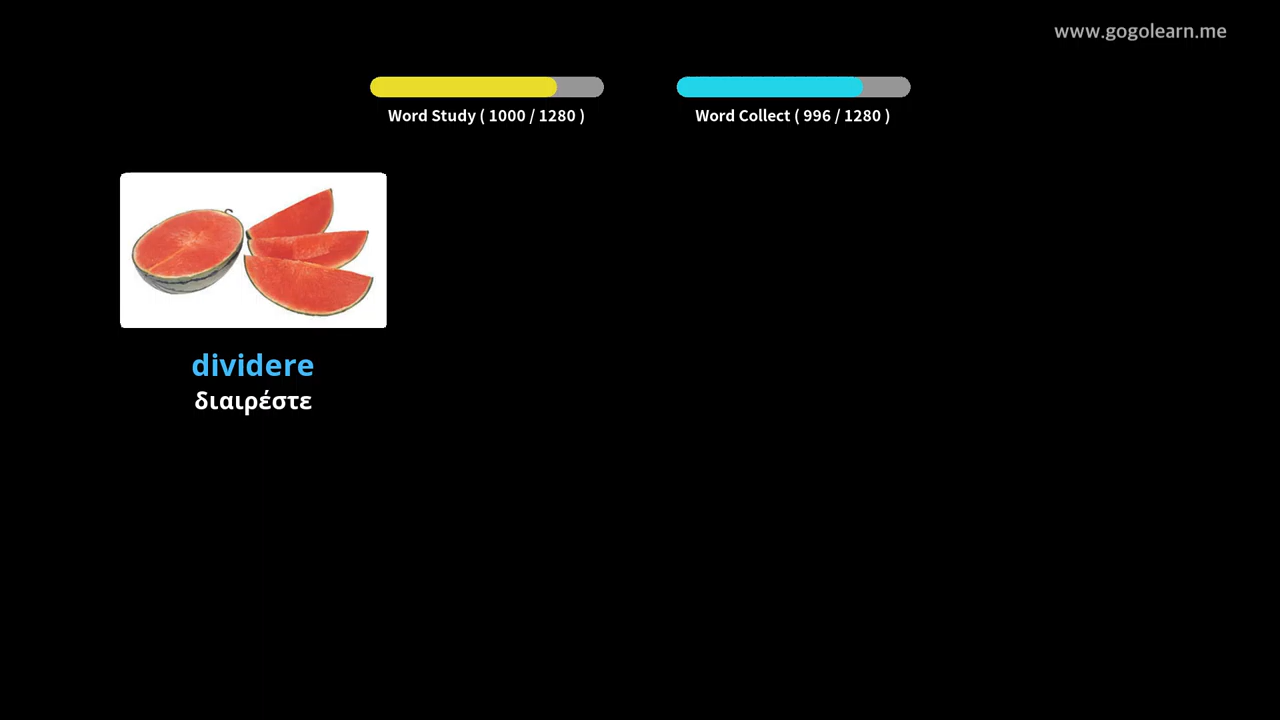 www.gogolearn.me
Word Study ( 1000 / 1280 )
Word Collect ( 996 / 1280 )
dividere
διαιρέστε